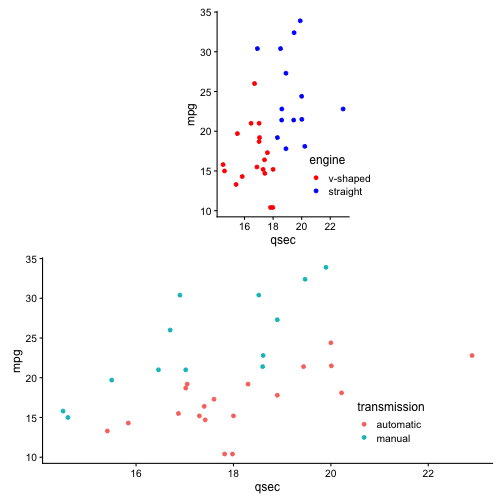 35
30
25
20
15
10
mpg
engine
v-shaped
straight
16 18 20 22
qsec
35
30
25
20
15
10
mpg
transmission
automatic
manual
16 18 20 22
qsec